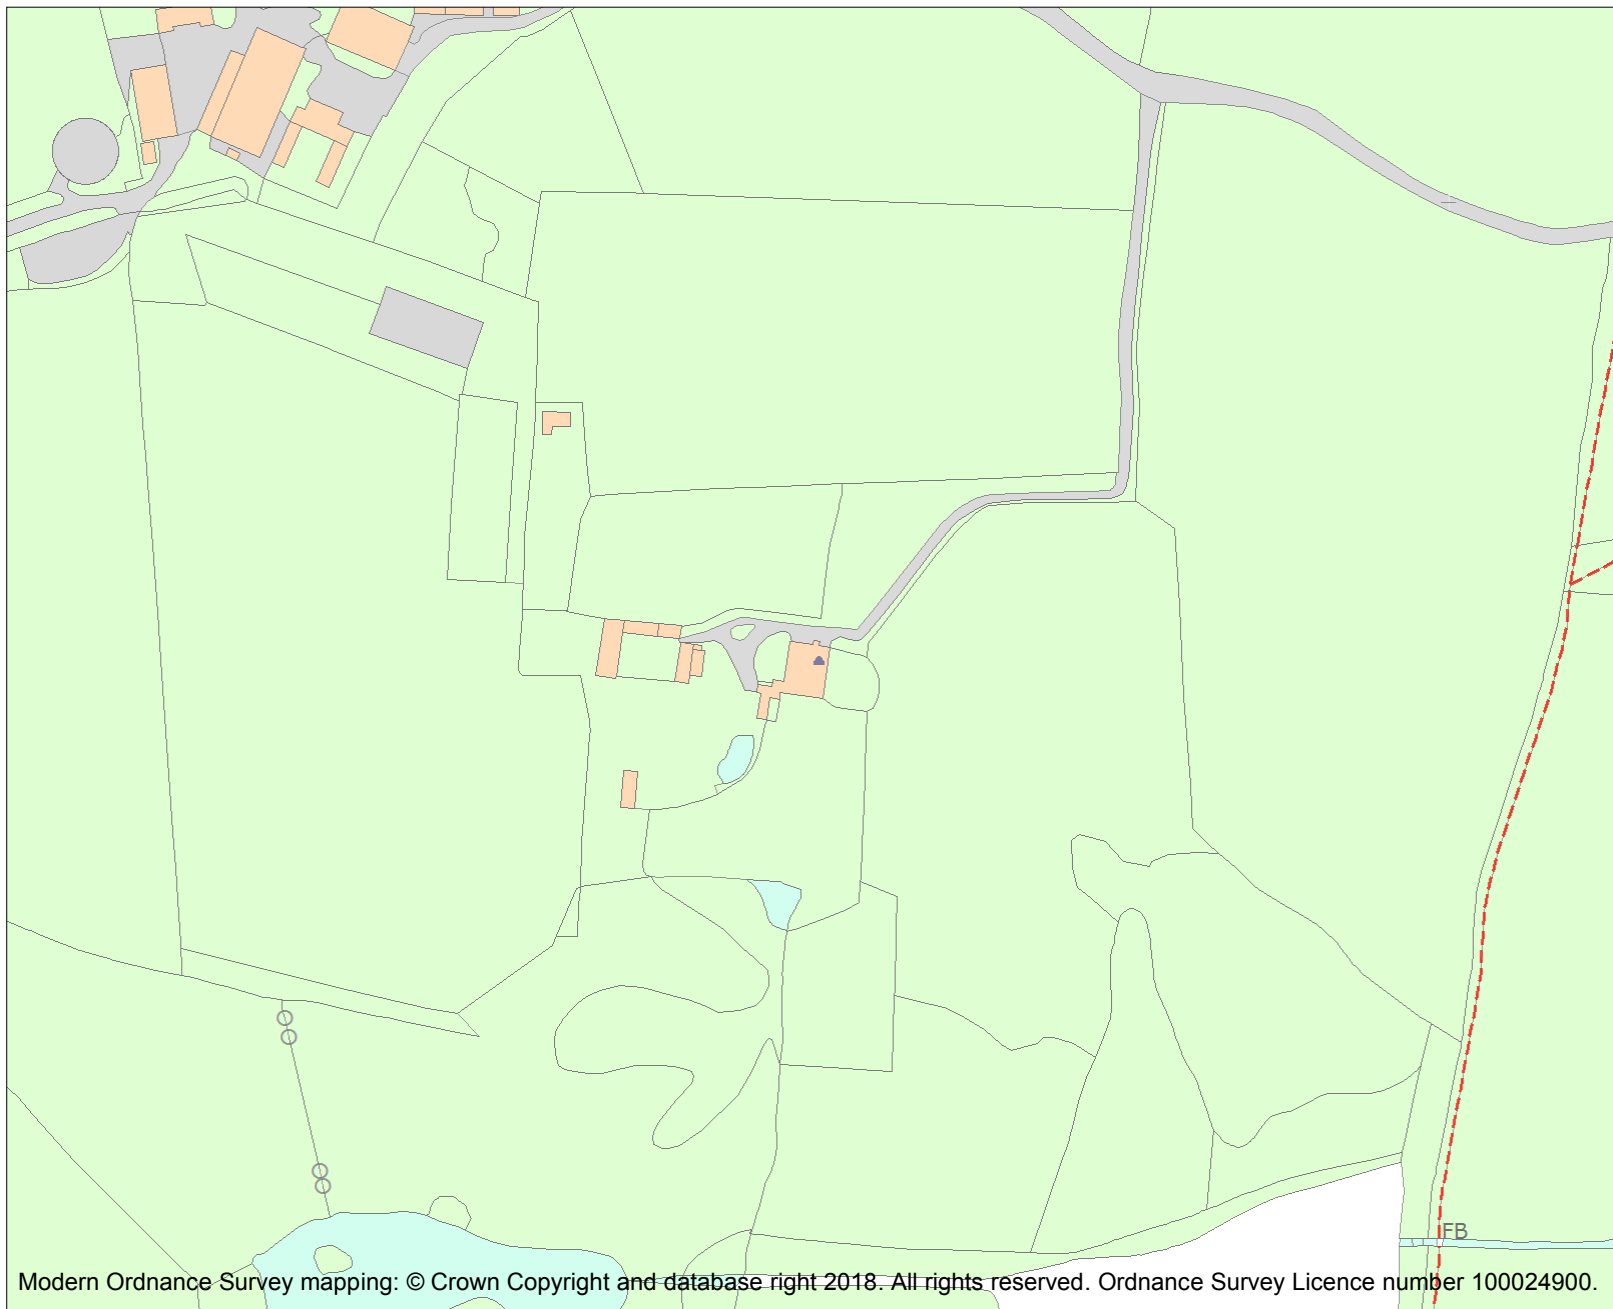 FB
Modern Ordnance Survey mapping: © Crown Copyright and database right 2018. All rights reserved. Ordnance Survey Licence number 100024900.